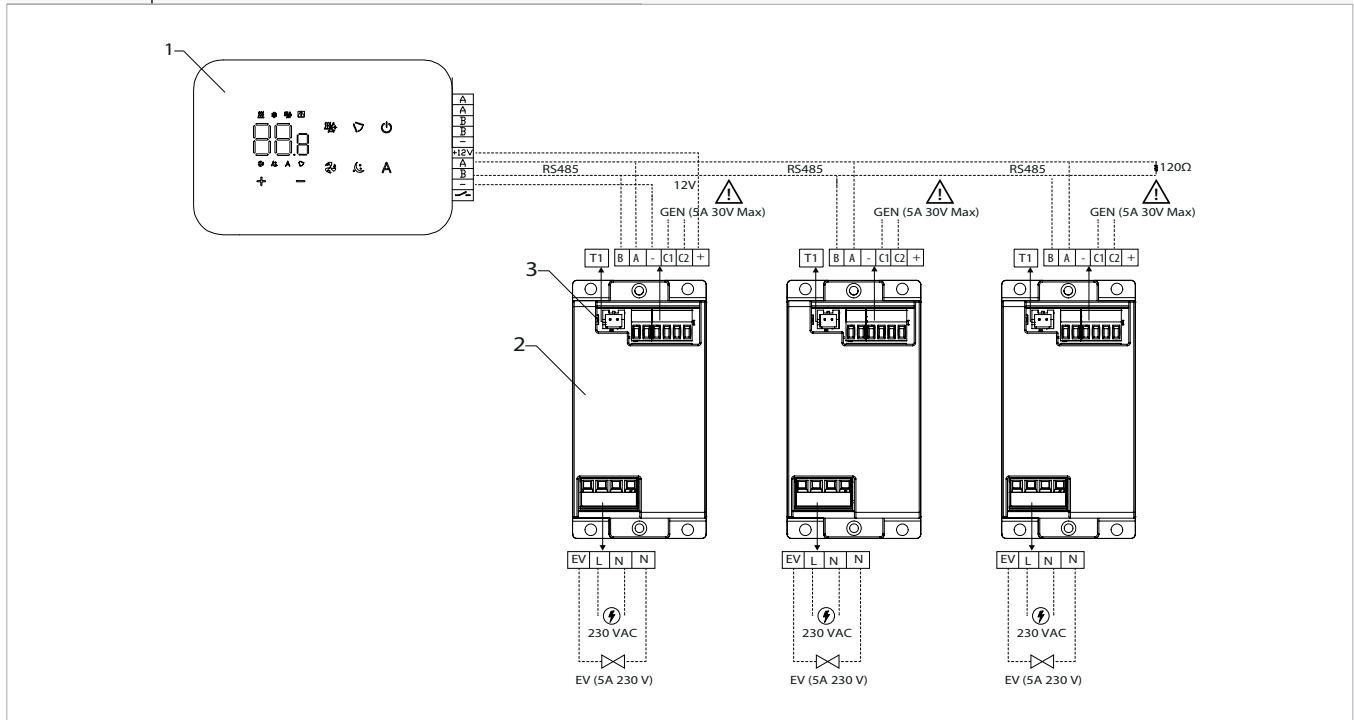 1
88.8
A
A
A
A
B
B
-
+12V
A
B
-
RS485
RS485
RS485
120Ω
12V
GEN (5A 30V Max)
GEN (5A 30V Max)
GEN (5A 30V Max)
T1
B A - C1 C2 +
T1
B A - C1 C2 +
T1
B A - C1 C2 +
3
2
EV L N N
EV L N N
EV L N N
230 VAC
230 VAC
230 VAC
EV (5A 230 V)
EV (5A 230 V)
EV (5A 230 V)